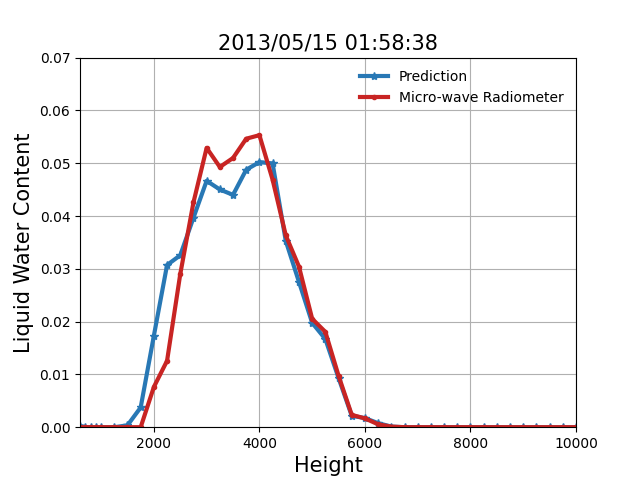 2013/05/15 01:58:38
0.07
0.06
0.05
0.04
0.03
0.02
0.01
0.00
Liquid Water Content
Prediction
Micro-wave Radiometer
2000 4000 6000 8000 10000
Height